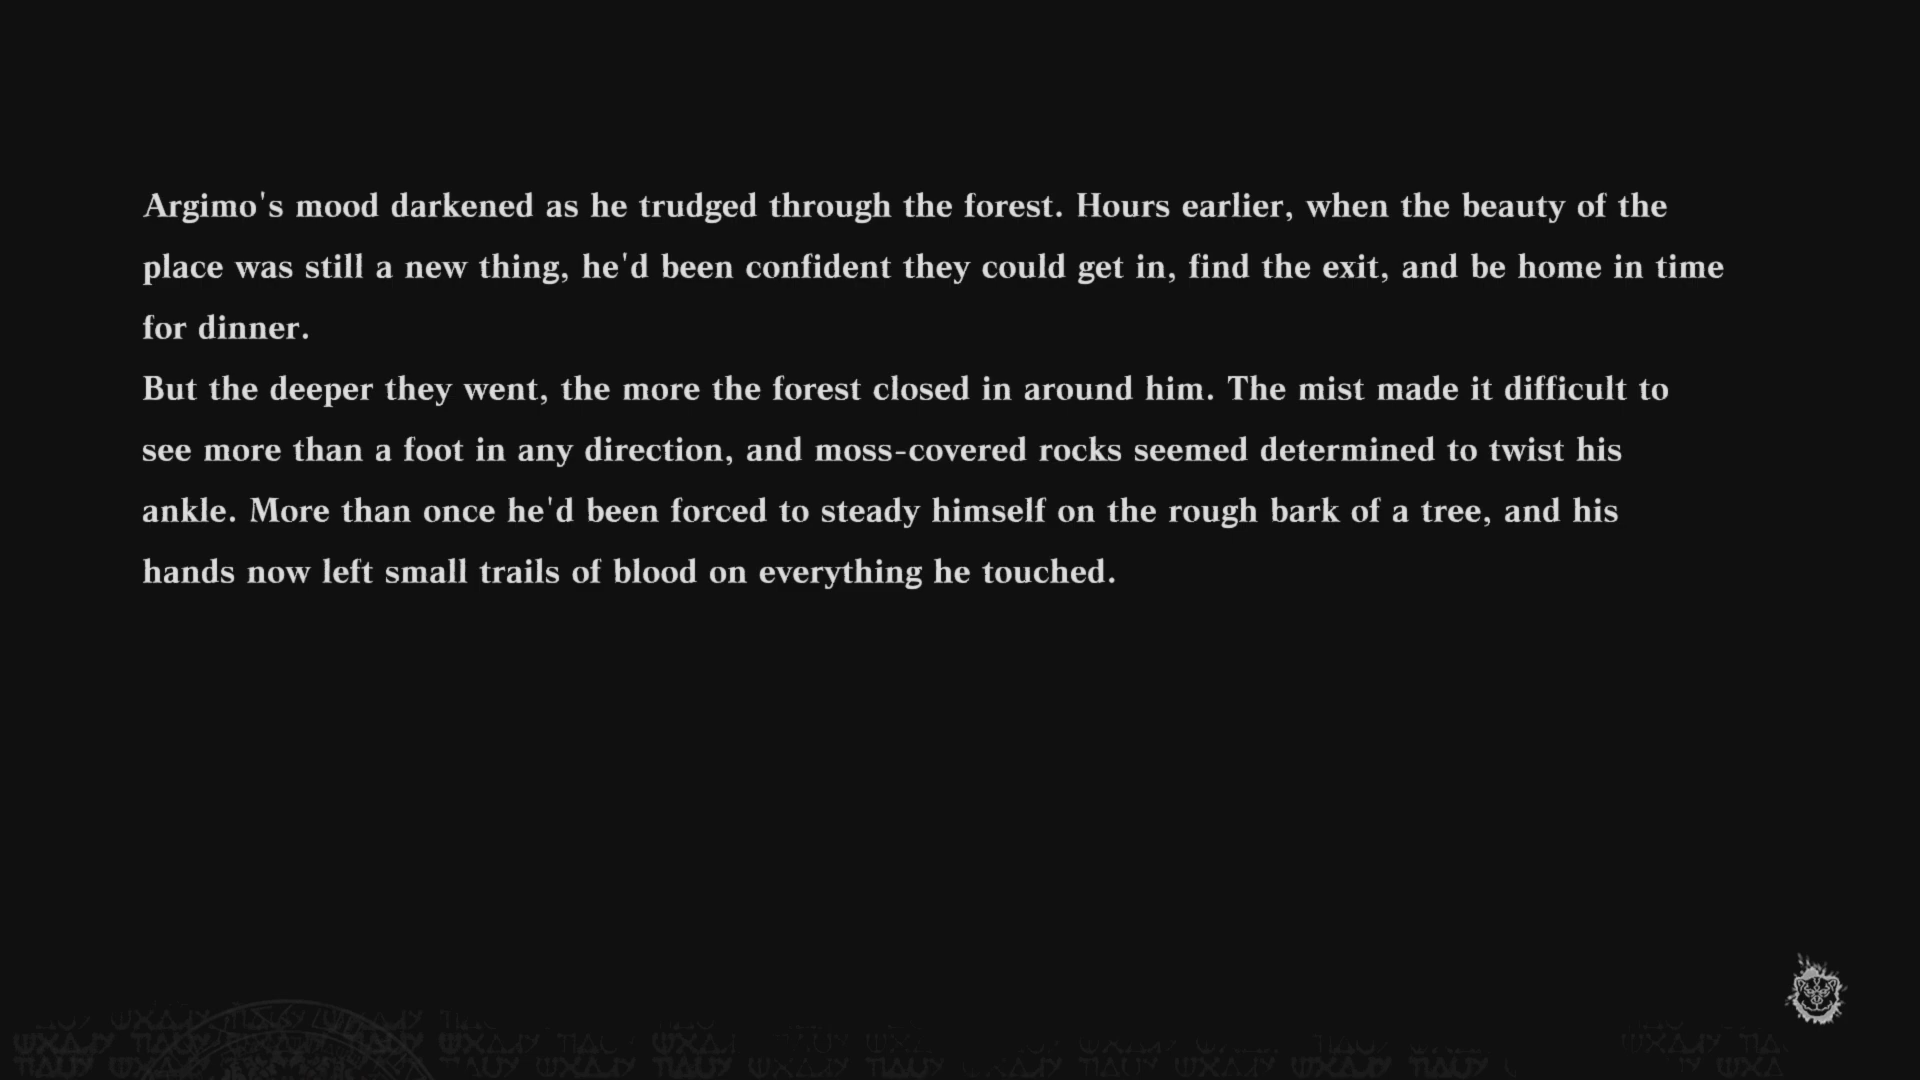 Argimo's mood darkened as he trudged through the forest. Hours earlier, when the beauty of the
place was still a new thing, he'd been confident they could get in, find the exit, and be home in time
for dinner.
But the deeper they went, the more the forest closed in around him. The mist made it difficult to
see more than a foot in any direction, and moss-covered rocks seemed determined to twist his
ankle. More than once he'd been forced to steady himself on the rough bark of a tree, and his
hands now left small trails of blood on everything he touched.